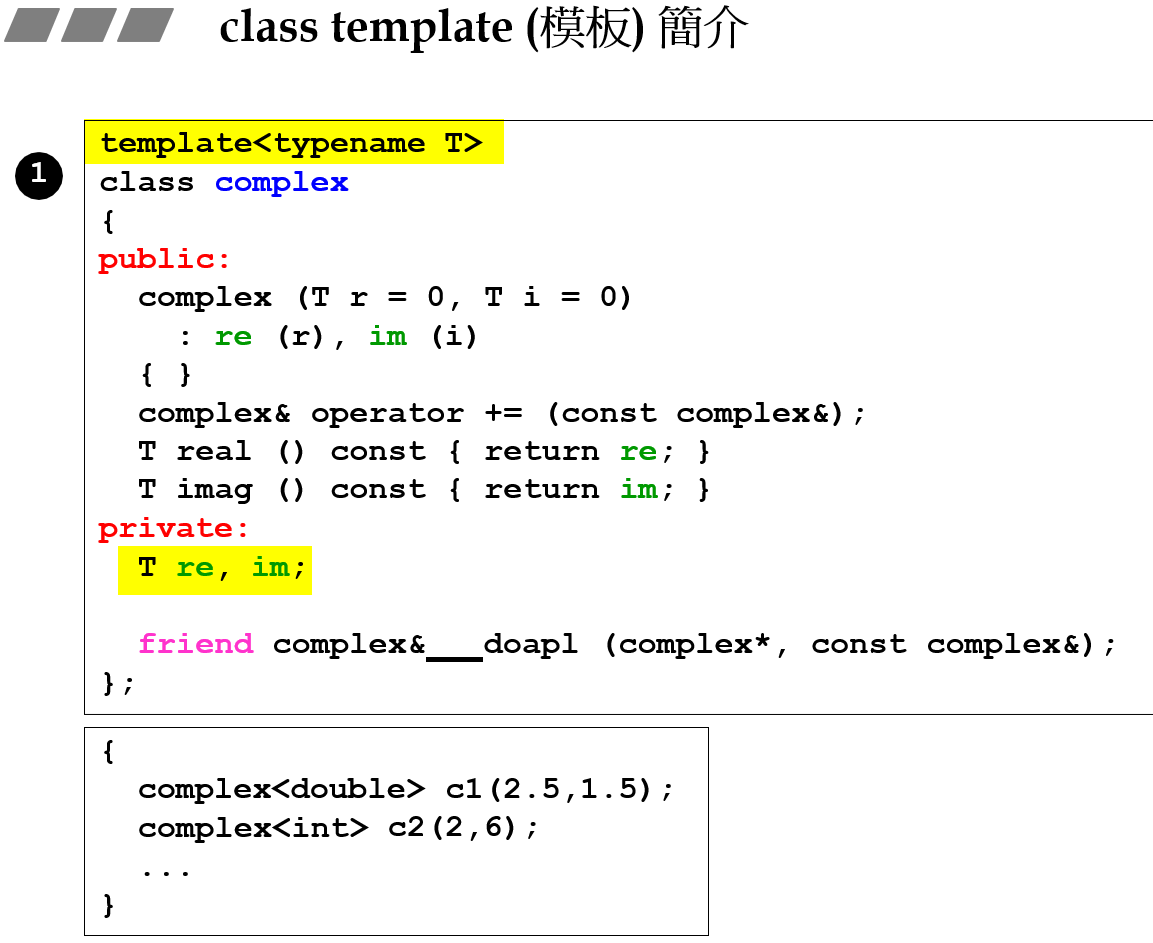 class template (模板) 簡介
1
template<typename T>
class complex
{
public:
  complex (T r = 0, T i = 0)
    : re (r), im (i)
  { }
  complex& operator += (const complex&);
  T real () const { return re; }
  T imag () const { return im; }
private:
  T re, im;

  friend complex&___doapl (complex*, const complex&);
};
{
  complex<double> c1(2.5,1.5);
  complex<int> c2(2,6);
  ...
}